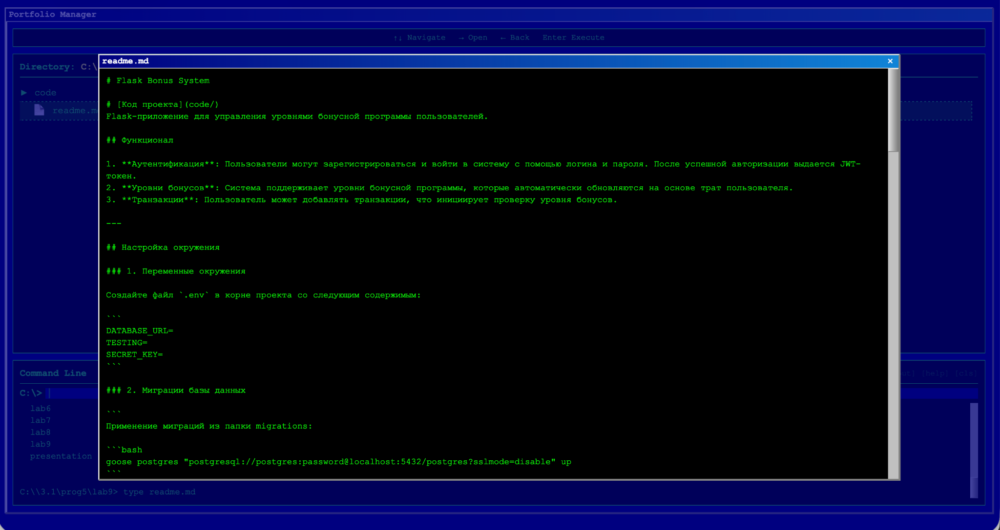 Portfolio Manager
↑↓ Navigate → Open ← Back Enter Execute
Directory: C:\
► code
readme.m
readme.md ×
# Flask Bonus System
# [Код проекта](code/)
Flask-приложение для управления уровнями бонусной программы пользователей.
## Функционал
1. **Аутентификация**: Пользователи могут зарегистрироваться и войти в систему с помощью логина и пароля. После успешной авторизации выдается JWT-
токен.
2. **Уровни бонусов**: Система поддерживает уровни бонусной программы, которые автоматически обновляются на основе трат пользователя.
3. **Транзакции**: Пользователь может добавлять транзакции, что инициирует проверку уровня бонусов.
---
## Настройка окружения
### 1. Переменные окружения
Создайте файл `.env` в корне проекта со следующим содержимым:
```
DATABASE_URL=
TESTING=
SECRET_KEY=
```
### 2. Миграции базы данных
```
Применение миграций из папки migrations:
```bash
goose postgres "postgresql://postgres:password@localhost:5432/postgres?sslmode=disable" up
```
Command Line
ut] [help] [cls]
C:\>
lab6
lab7
lab8
lab9
presentation
C:\\3.1\prog5\lab9> type readme.md